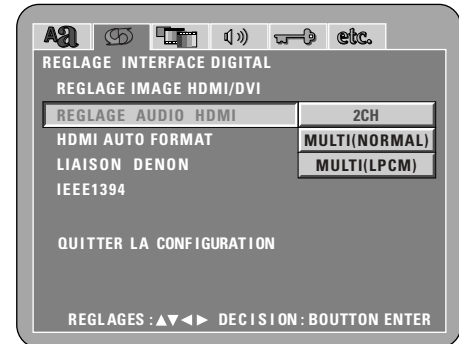 Aa etc.
REGLAGE INTERFACE DIGITAL
REGLAGE IMAGE HDMI/DVI
REGLAGE AUDIO HDMI 2CH
HDMI AUTO FORMAT MULTI(NORMAL)
LIAISON DENON MULTI(LPCM)
IEEE1394
QUITTER LA CONFIGURATION
REGLAGES :▲▼◄► DECISION : BOUTTON ENTER